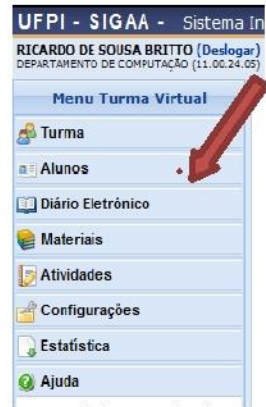 UFPI - SIGAA - Sistema In
RICARDO DE SOUSA BRITTO (Deslogar)
DEPARTAMENTO DE COMPUTAÇÃO (11.00.24.05)
Menu Turma Virtual
Turma
Alunos
Diário Eletrônico
Materiais
Atividades
Configurações
Estatística
Ajuda